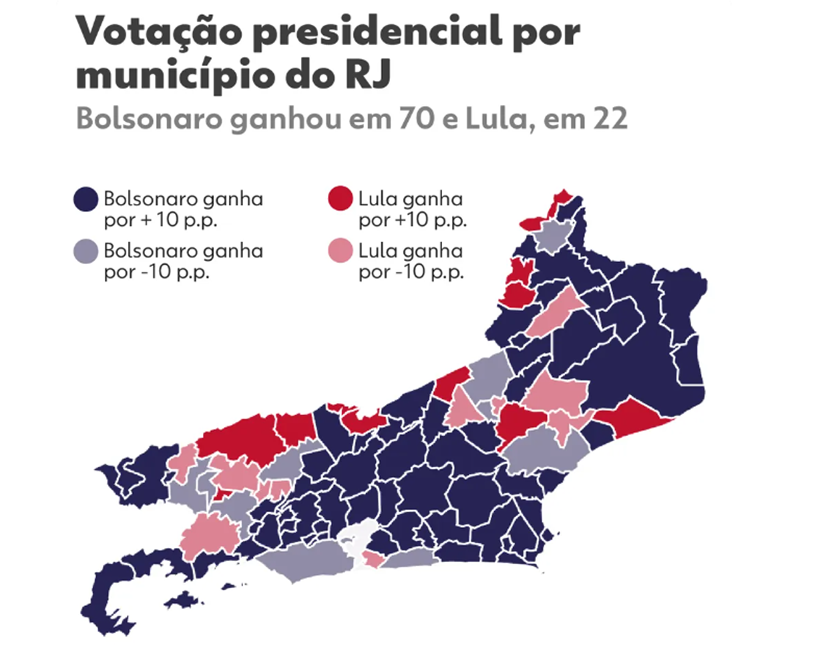 Votação presidencial por
município do RJ
Bolsonaro ganhou em 70 e Lula, em 22
Bolsonaro ganha
por + 10 p.p.
Lula ganha
por +10 p.p.
Bolsonaro ganha
por -10 p.p.
Lula ganha
por -10 p.p.